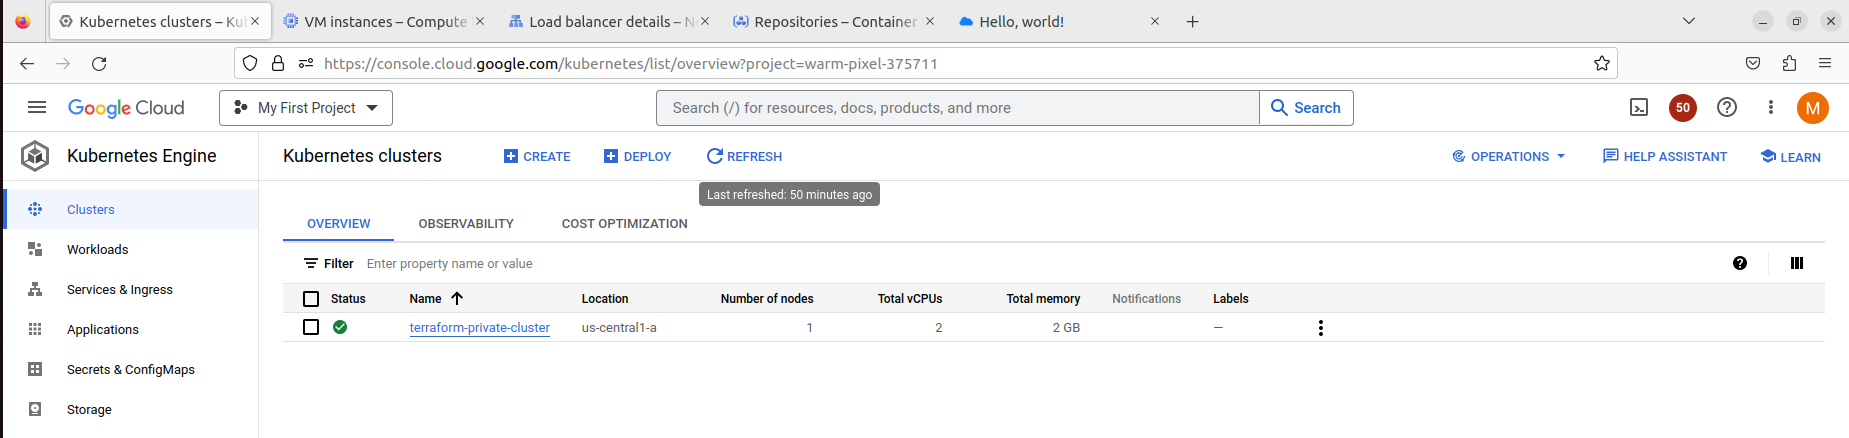 Kubernetes clusters – Ku
VM instances – Compute
Load balancer details – N
Repositories – Container
Hello, world!
https://console.cloud.google.com/kubernetes/list/overview?project=warm-pixel-375711
Google Cloud
My First Project
Search (/) for resources, docs, products, and more
Search
50
M
Kubernetes Engine
Kubernetes clusters
CREATE
DEPLOY
REFRESH
OPERATIONS
HELP ASSISTANT
LEARN
Last refreshed: 50 minutes ago
Clusters
Workloads
Services & Ingress
Applications
Secrets & ConfigMaps
Storage
OVERVIEW
OBSERVABILITY
COST OPTIMIZATION
Filter
Enter property name or value
Status Name Location Number of nodes Total vCPUs Total memory Notifications Labels
terraform-private-cluster us-central1-a 1 2 2 GB —